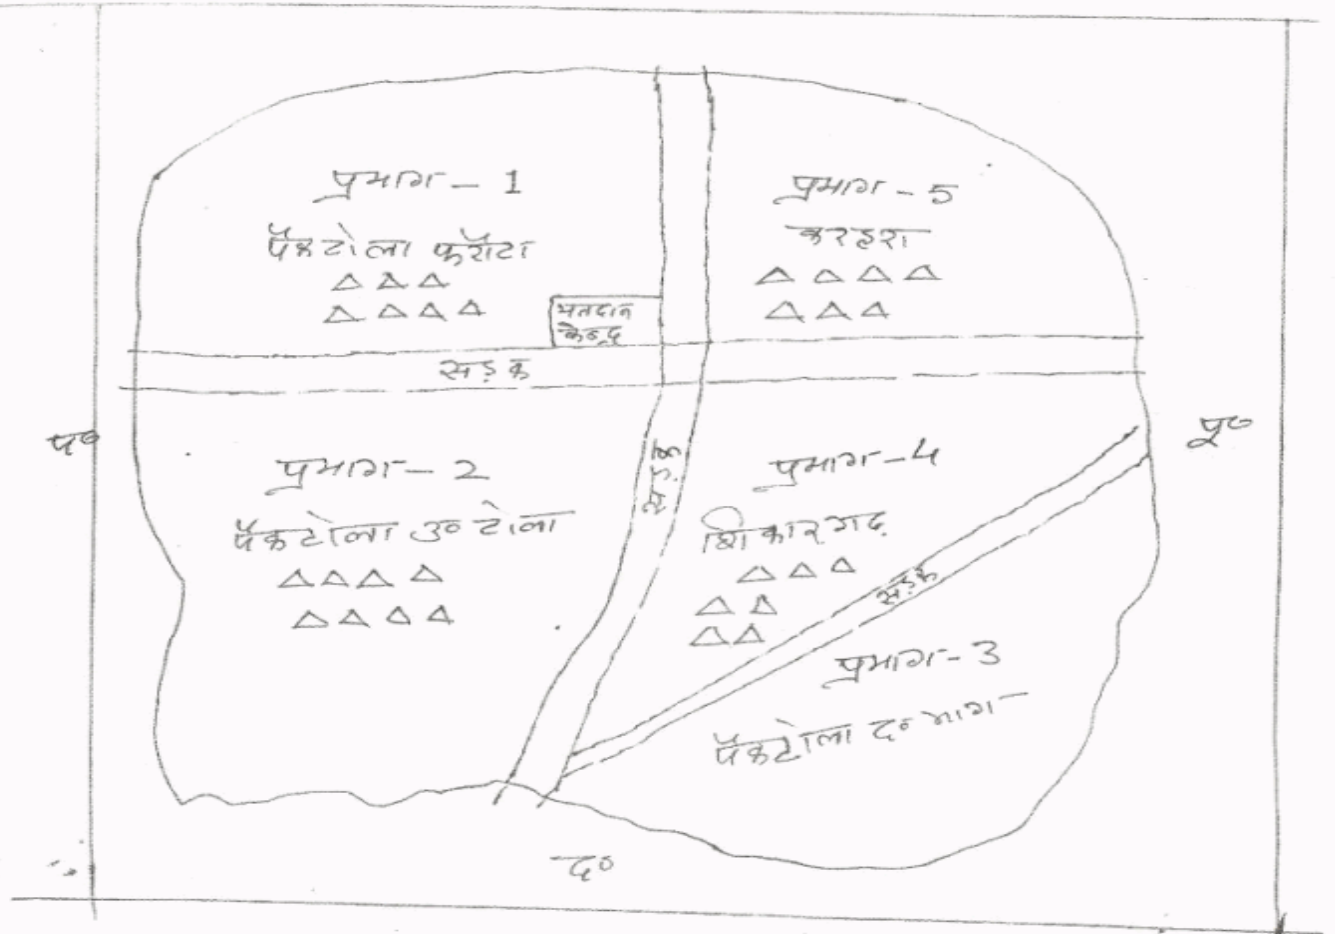 प्रभाग - 1
पैकटोला फरौटा
मतदान
केन्द्र
प्रभाग - 5
करहरा
सड़क
प०
पू०
प्रभाग - 2
पैकटोला उ० टोला
सड़क
प्रभाग - 4
शिकारगढ़
सड़क
प्रभाग - 3
पैकटोला द० भाग
द०